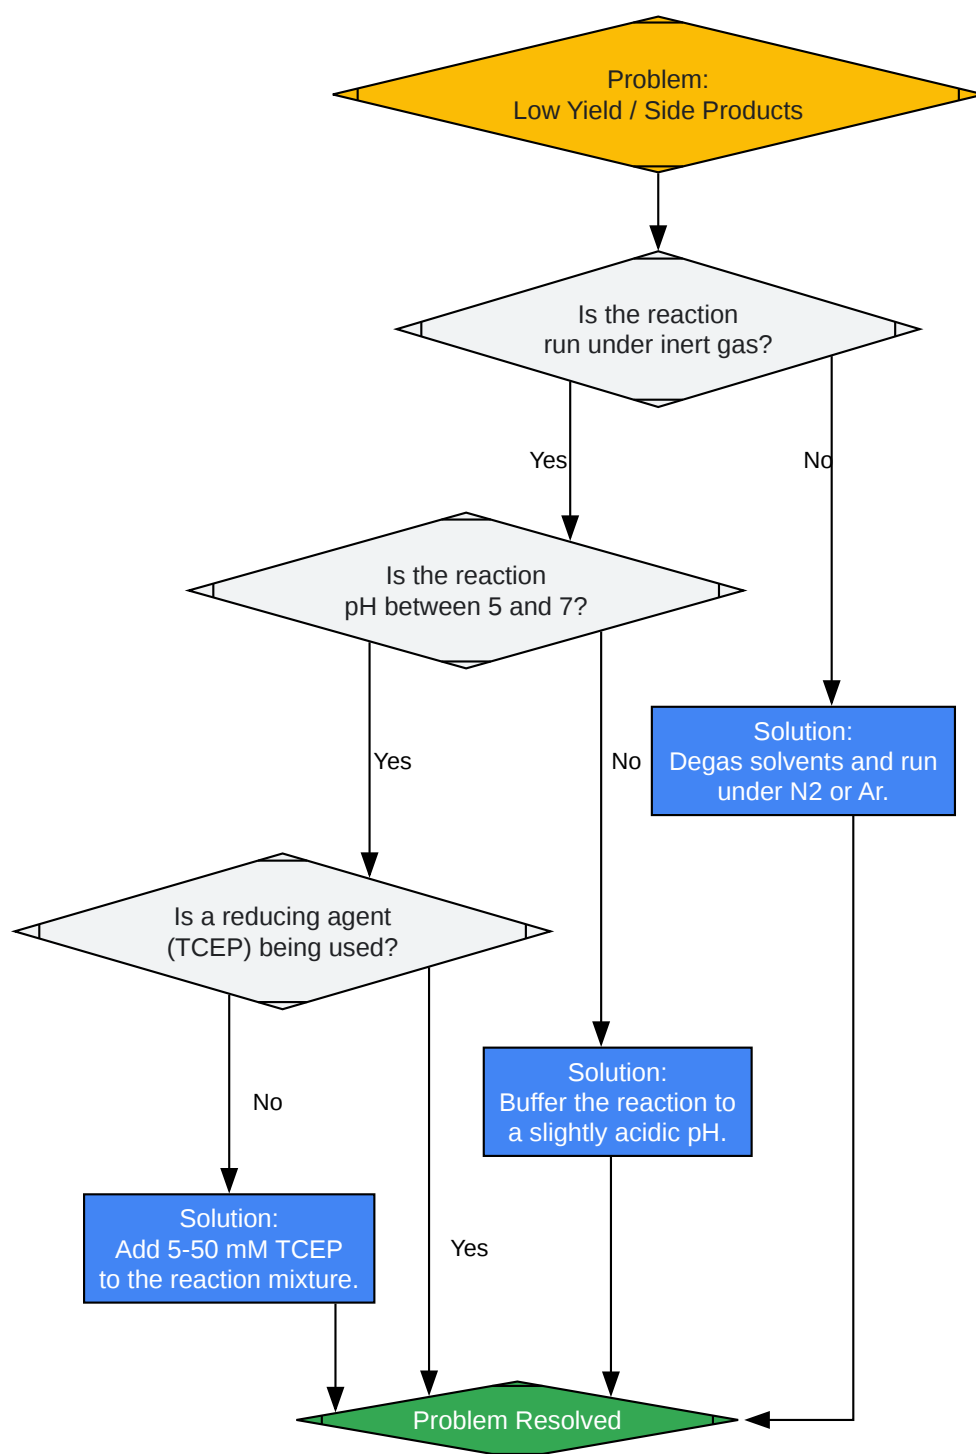 Problem:
Low Yield / Side Products
Is the reaction
run under inert gas?
Yes
No
Is the reaction
pH between 5 and 7?
Solution:
Degas solvents and run
under N2 or Ar.
Yes
No
Is a reducing agent
(TCEP) being used?
Solution:
Buffer the reaction to
a slightly acidic pH.
No
Solution:
Add 5-50 mM TCEP
to the reaction mixture.
Yes
Problem Resolved